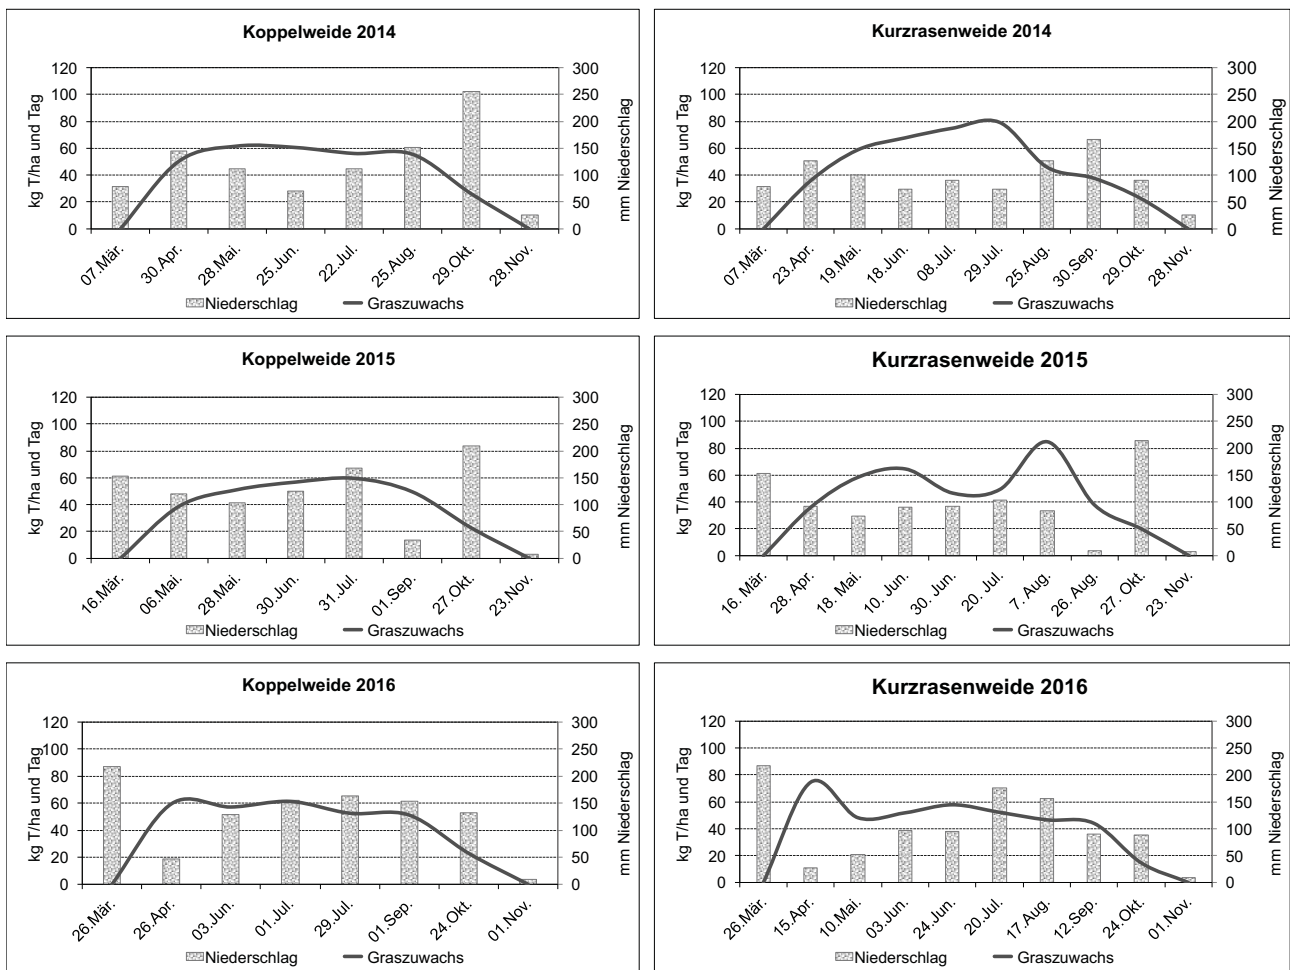 Koppelweide 2014
kg T/ha und Tag
120
100
80
60
40
20
0
300
250
200
150
100
50
0
mm Niederschlag
07.Mär.
30.Apr.
28.Mai.
25.Jun.
22.Jul.
25.Aug.
29.Okt.
28.Nov.
Niederschlag
Graszuwachs
Kurzrasenweide 2014
kg T/ha und Tag
120
100
80
60
40
20
0
300
250
200
150
100
50
0
mm Niederschlag
07.Mär.
23.Apr.
19.Mai.
18.Jun.
08.Jul.
29.Jul.
25.Aug.
30.Sep.
29.Okt.
28.Nov.
Niederschlag
Graszuwachs
Koppelweide 2015
kg T/ha und Tag
120
100
80
60
40
20
0
300
250
200
150
100
50
0
mm Niederschlag
16.Mär.
06.Mai.
28.Mai.
30.Jun.
31.Jul.
01.Sep.
27.Okt.
23.Nov.
Niederschlag
Graszuwachs
Kurzrasenweide 2015
kg T/ha und Tag
120
100
80
60
40
20
0
300
250
200
150
100
50
0
mm Niederschlag
16. Mär.
28. Apr.
18. Mai.
10. Jun.
30. Jun.
20. Jul.
7. Aug.
26. Aug.
27. Okt.
23. Nov.
Niederschlag
Graszuwachs
Koppelweide 2016
kg T/ha und Tag
120
100
80
60
40
20
0
300
250
200
150
100
50
0
mm Niederschlag
26.Mär.
26.Apr.
03.Jun.
01.Jul.
29.Jul.
01.Sep.
24.Okt.
01.Nov.
Niederschlag
Graszuwachs
Kurzrasenweide 2016
kg T/ha und Tag
120
100
80
60
40
20
0
300
250
200
150
100
50
0
mm Niederschlag
26.Mär.
15.Apr.
10.Mai.
03.Jun.
24.Jun.
20.Jul.
17.Aug.
12.Sep.
24.Okt.
01.Nov.
Niederschlag
Graszuwachs